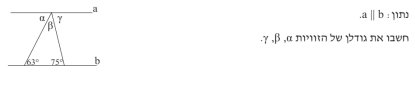 נתון: a || b.
חשבו את גודלן של הזוויות α, β, γ.
a
α γ
β
63° 75° b